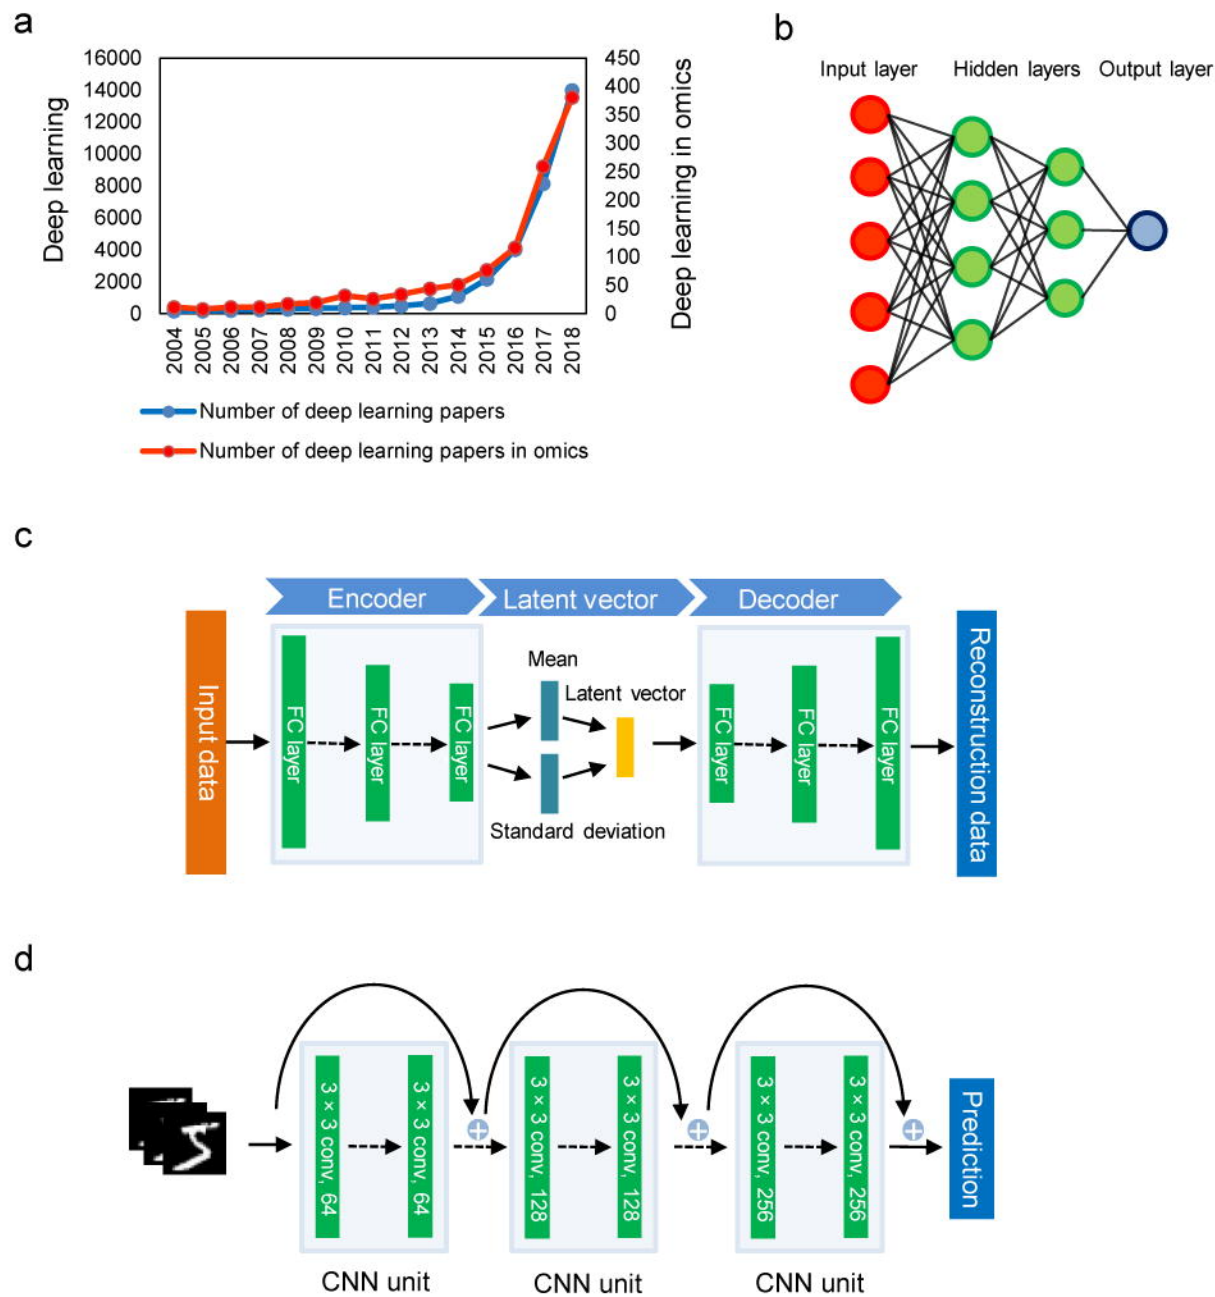 a
16000
14000
12000
10000
8000
6000
4000
2000
0
Deep learning
450
400
350
300
250
200
150
100
50
0
Deep learning in omics
2004
2005
2006
2007
2008
2009
2010
2011
2012
2013
2014
2015
2016
2017
2018
Number of deep learning papers
Number of deep learning papers in omics
b
Input layer
Hidden layers
Output layer
c
Encoder
Latent vector
Decoder
Input data
FC layer
FC layer
FC layer
Mean
Latent vector
Standard deviation
FC layer
FC layer
FC layer
Reconstruction data
d
3 × 3 conv, 64
3 × 3 conv, 64
3 × 3 conv, 128
3 × 3 conv, 128
3 × 3 conv, 256
3 × 3 conv, 256
Prediction
CNN unit
CNN unit
CNN unit